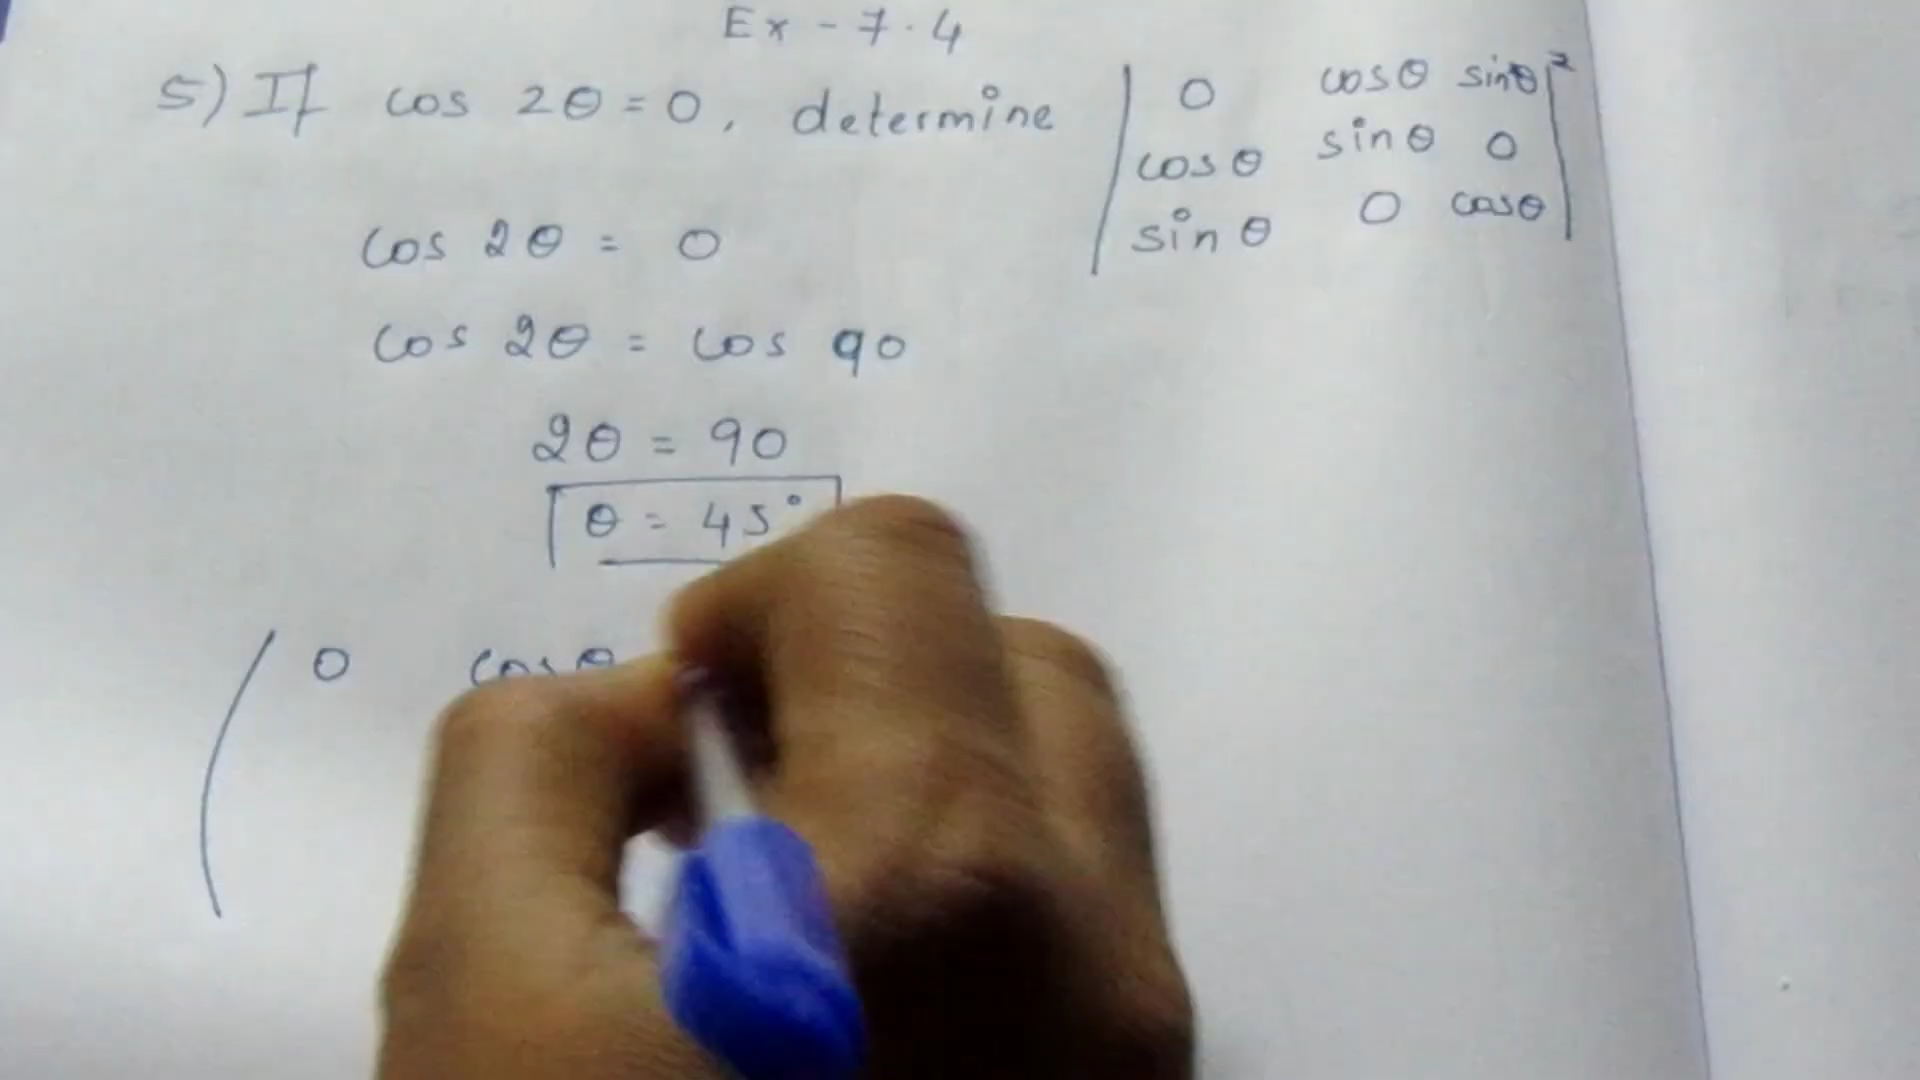 Ex - 7.4
5) If cos 2θ = 0, determine | 0 cosθ sinθ |²
| cosθ sinθ 0 |
| sinθ 0 cosθ |
cos 2θ = 0
cos 2θ = cos 90
2θ = 90
θ = 45°
( 0 cosθ